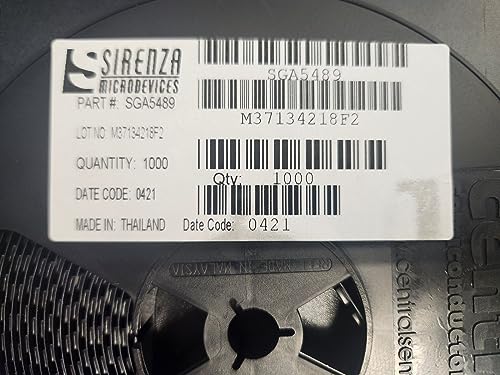 SIRENZA
MICRODEVICES
PART #: SGA5489
SGA5489
LOT NO: M37134218F2
M37134218F2
QUANTITY: 1000
Qty: 1000
DATE CODE: 0421
MADE IN: THAILAND
Date Code: 0421